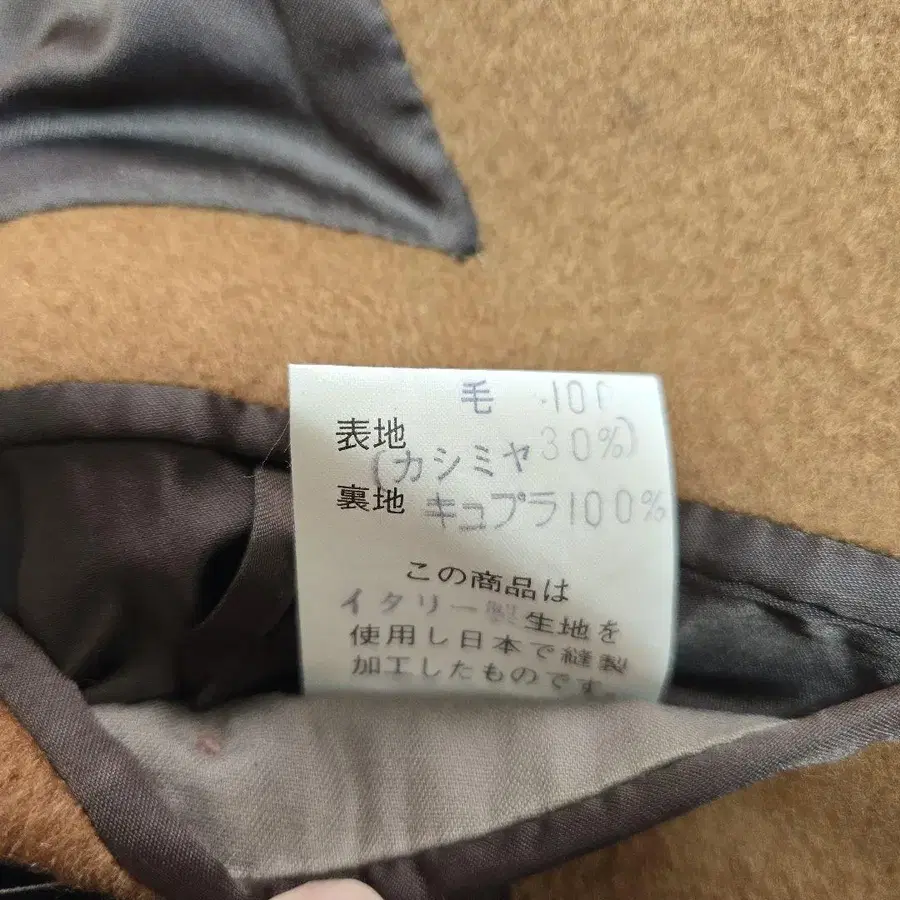 毛 10
表地
(カシミヤ30%)
裏地 キュプラ100%
この商品は
イタリー製生地を
使用し日本で縫製
加工したものです。